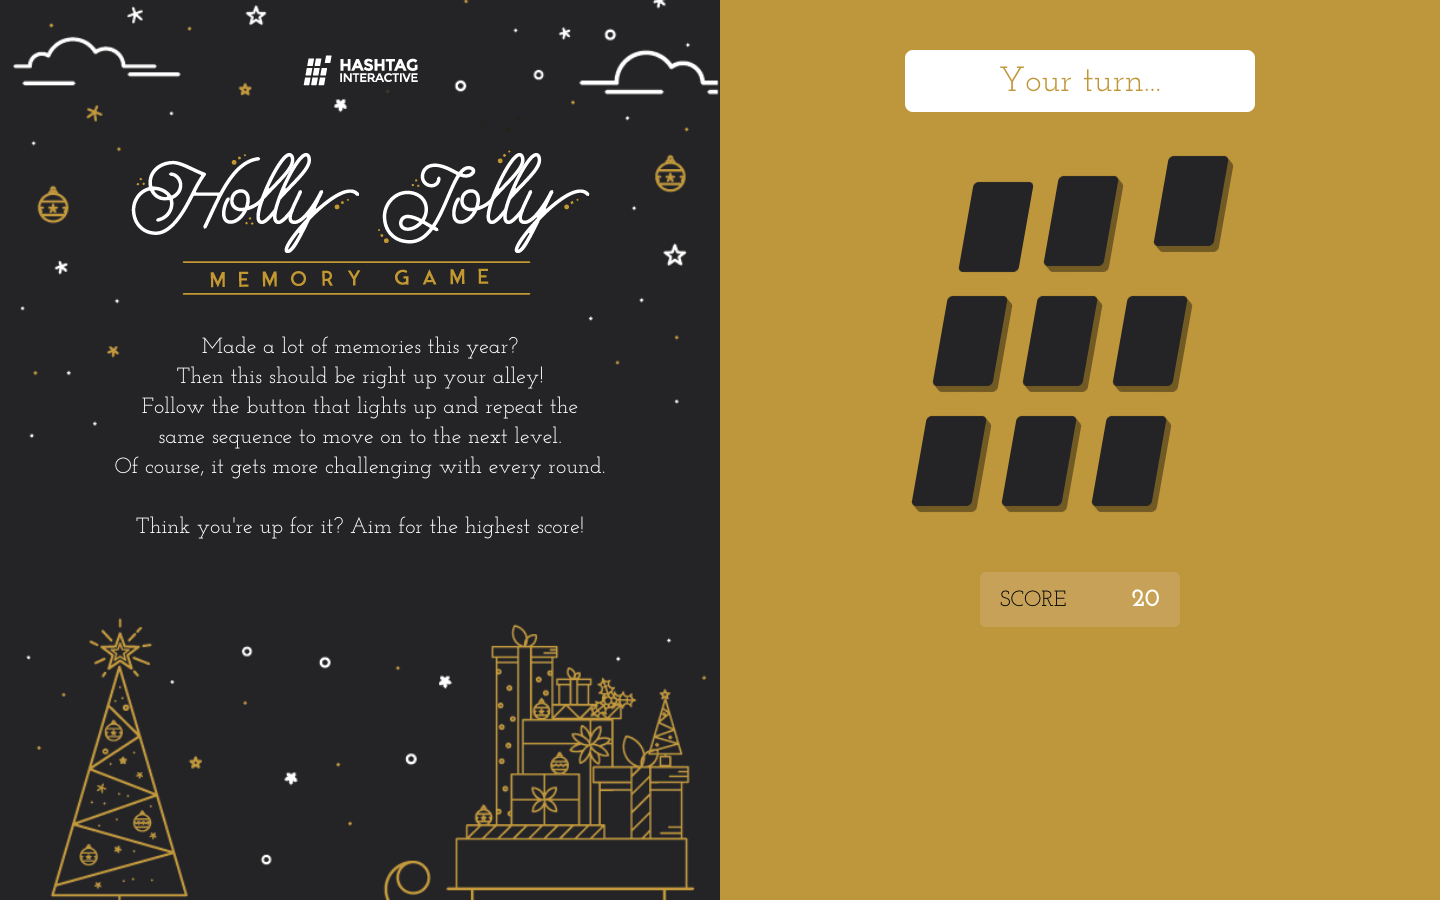 HASHTAG
INTERACTIVE
Holly Jolly
MEMORY GAME
Made a lot of memories this year?
Then this should be right up your alley!
Follow the button that lights up and repeat the
same sequence to move on to the next level.
Of course, it gets more challenging with every round.
Think you're up for it? Aim for the highest score!
Your turn...
SCORE 20